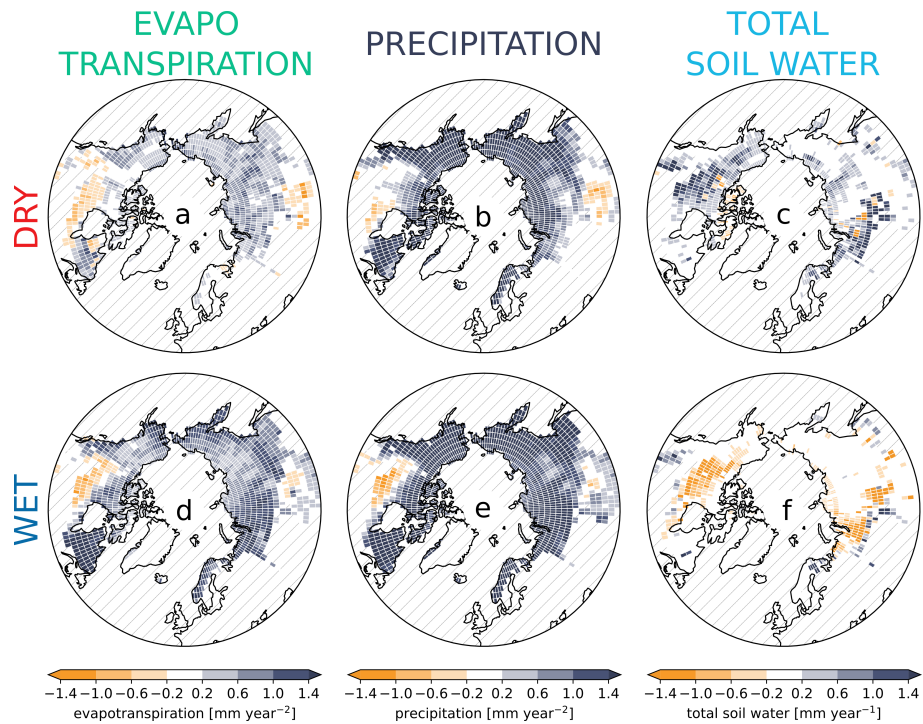 EVAPO
TRANSPIRATION
PRECIPITATION
TOTAL
SOIL WATER
DRY
a
b
c
WET
d
e
f
−1.4 −1.0 −0.6 −0.2 0.2 0.6 1.0 1.4
evapotranspiration [mm year⁻²]
−1.4 −1.0 −0.6 −0.2 0.2 0.6 1.0 1.4
precipitation [mm year⁻²]
−1.4 −1.0 −0.6 −0.2 0.2 0.6 1.0 1.4
total soil water [mm year⁻¹]